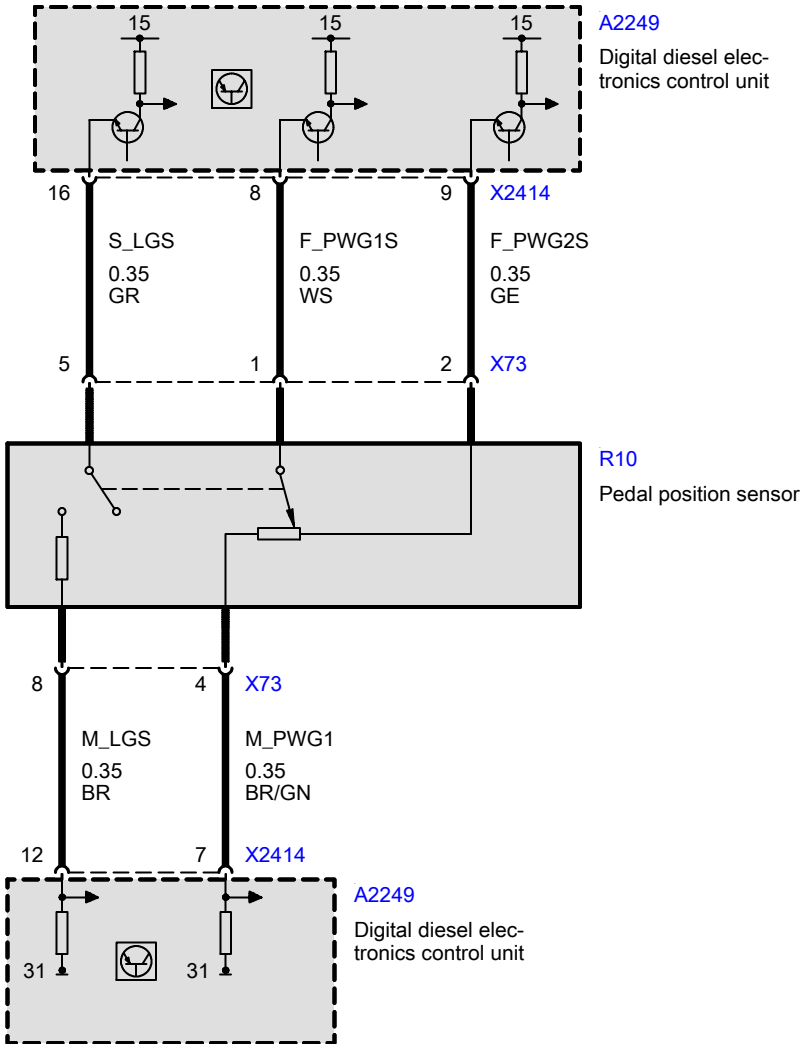 15 15 15 A2249
Digital diesel elec-
tronics control unit
16 8 9 X2414
S_LGS F_PWG1S F_PWG2S
0.35 0.35 0.35
GR WS GE
5 1 2 X73
R10
Pedal position sensor
8 4 X73
M_LGS M_PWG1
0.35 0.35
BR BR/GN
12 7 X2414
A2249
Digital diesel elec-
tronics control unit
31 31